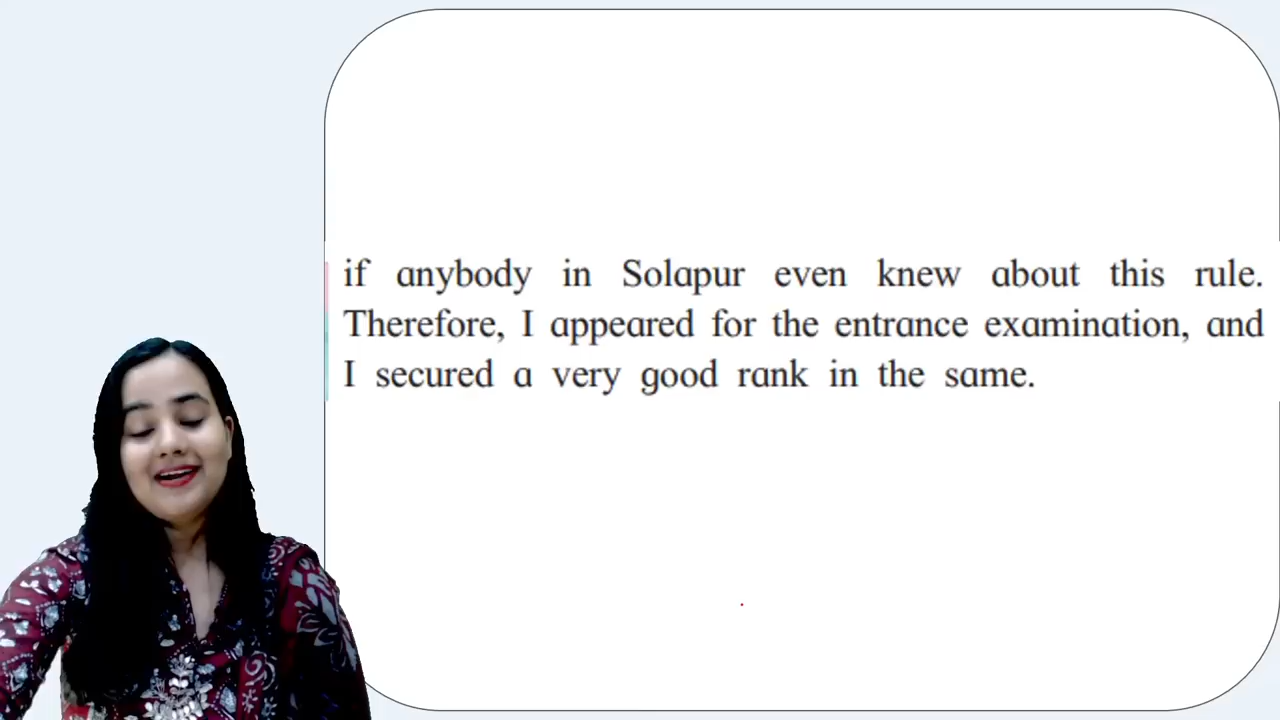 if anybody in Solapur even knew about this rule.
Therefore, I appeared for the entrance examination, and
I secured a very good rank in the same.